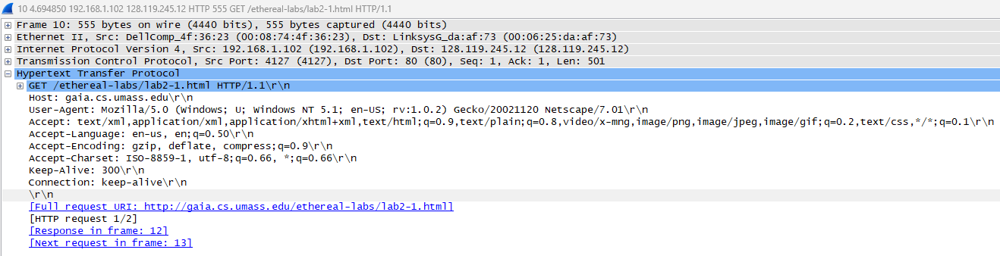 10 4.694850 192.168.1.102 128.119.245.12 HTTP 555 GET /ethereal-labs/lab2-1.html HTTP/1.1
Frame 10: 555 bytes on wire (4440 bits), 555 bytes captured (4440 bits)
Ethernet II, Src: DellComp_4f:36:23 (00:08:74:4f:36:23), Dst: LinksysG_da:af:73 (00:06:25:da:af:73)
Internet Protocol Version 4, Src: 192.168.1.102 (192.168.1.102), Dst: 128.119.245.12 (128.119.245.12)
Transmission Control Protocol, Src Port: 4127 (4127), Dst Port: 80 (80), Seq: 1, Ack: 1, Len: 501
Hypertext Transfer Protocol
GET /ethereal-labs/lab2-1.html HTTP/1.1\r\n
Host: gaia.cs.umass.edu\r\n
User-Agent: Mozilla/5.0 (Windows; U; Windows NT 5.1; en-US; rv:1.0.2) Gecko/20021120 Netscape/7.01\r\n
Accept: text/xml,application/xml,application/xhtml+xml,text/html;q=0.9,text/plain;q=0.8,video/x-mng,image/png,image/jpeg,image/gif;q=0.2,text/css,*/*;q=0.1\r\n
Accept-Language: en-us, en;q=0.50\r\n
Accept-Encoding: gzip, deflate, compress;q=0.9\r\n
Accept-Charset: ISO-8859-1, utf-8;q=0.66, *;q=0.66\r\n
Keep-Alive: 300\r\n
Connection: keep-alive\r\n
\r\n
[Full request URI: http://gaia.cs.umass.edu/ethereal-labs/lab2-1.html]
[HTTP request 1/2]
[Response in frame: 12]
[Next request in frame: 13]